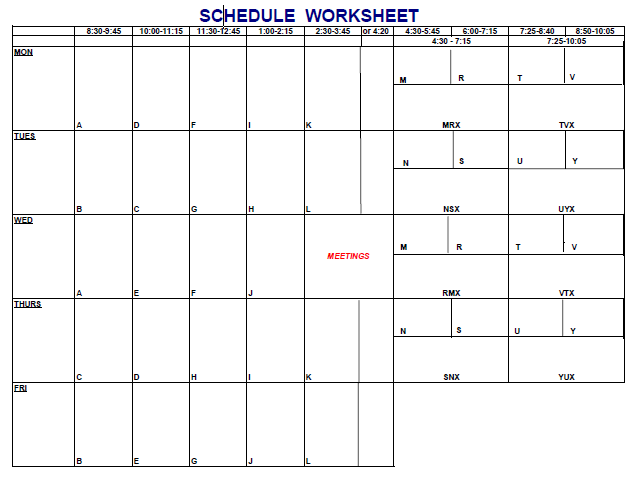 SCHEDULE WORKSHEET
8:30-9:45 10:00-11:15 11:30-12:45 1:00-2:15 2:30-3:45 or 4:20 4:30-5:45 6:00-7:15 7:25-8:40 8:50-10:05
4:30 - 7:15 7:25-10:05
MON
M R T V
A D F I K MRX TVX
TUES
N S U Y
B C G H L NSX UYX
WED
M R T V
MEETINGS
A E F J RMX VTX
THURS
N S U Y
C D H I K SNX YUX
FRI
B E G J L